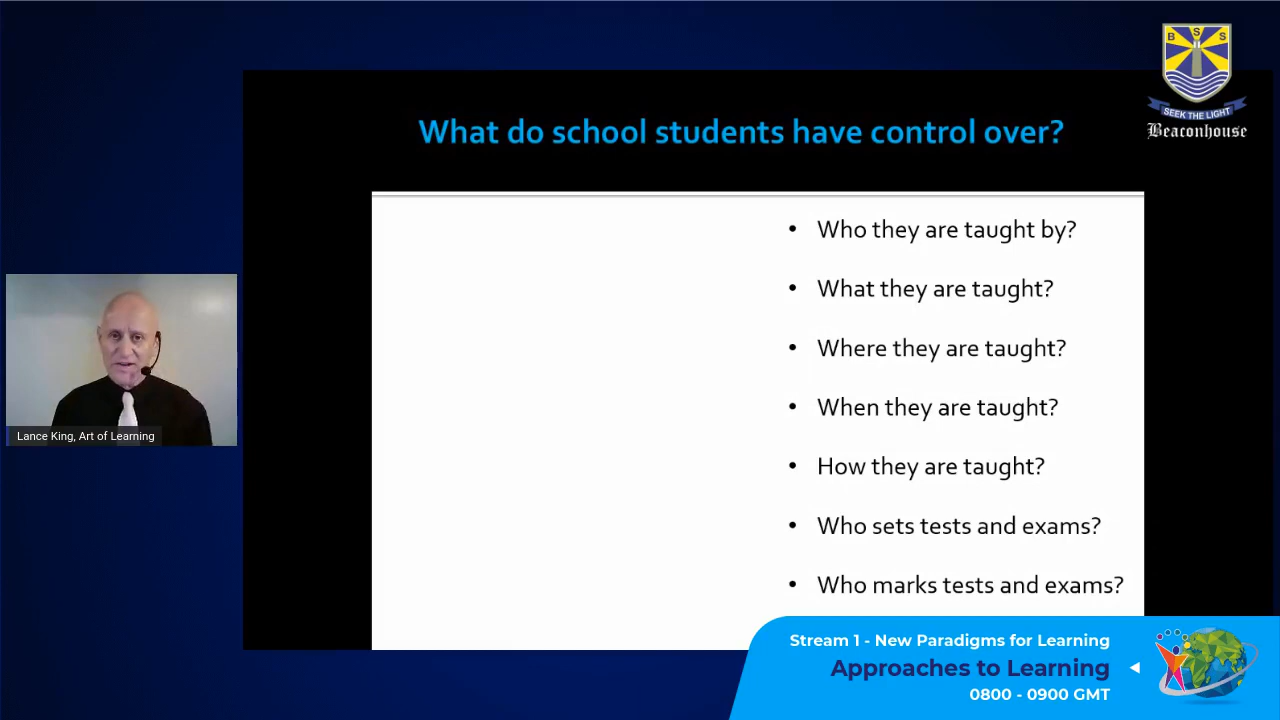 B S S
SEEK THE LIGHT
Beaconhouse
What do school students have control over?
• Who they are taught by?
• What they are taught?
• Where they are taught?
• When they are taught?
• How they are taught?
• Who sets tests and exams?
• Who marks tests and exams?
Lance King, Art of Learning
Stream 1 - New Paradigms for Learning
Approaches to Learning
0800 - 0900 GMT